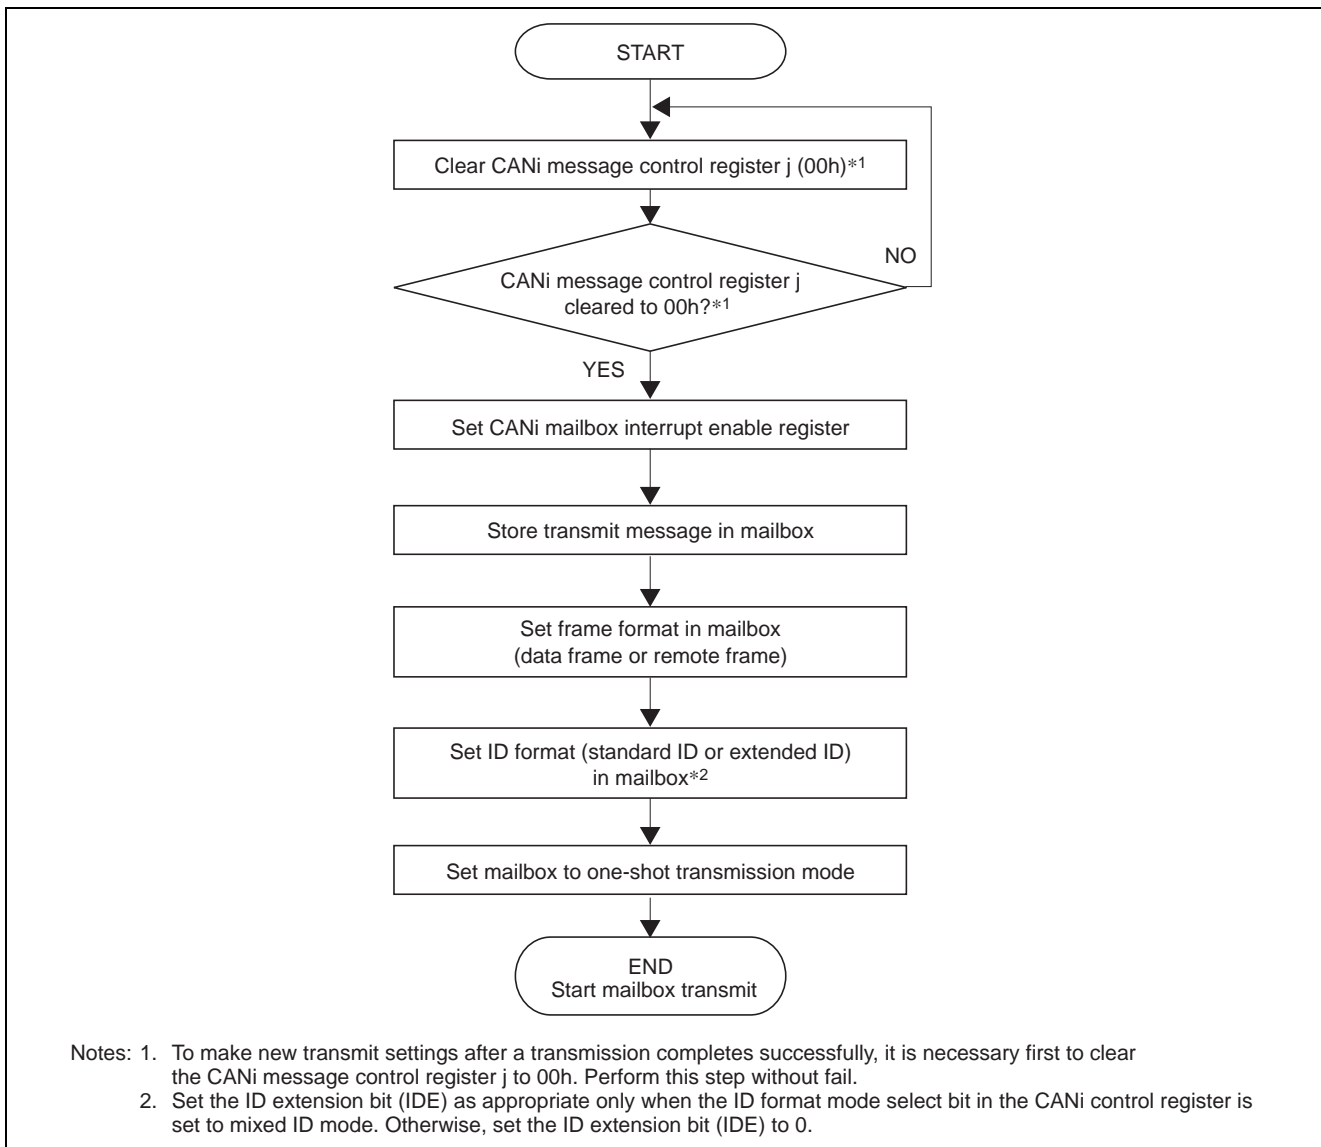 START
Clear CANi message control register j (00h)*1
CANi message control register j
cleared to 00h?*1
NO
YES
Set CANi mailbox interrupt enable register
Store transmit message in mailbox
Set frame format in mailbox
(data frame or remote frame)
Set ID format (standard ID or extended ID)
in mailbox*2
Set mailbox to one-shot transmission mode
END
Start mailbox transmit
Notes: 1. To make new transmit settings after a transmission completes successfully, it is necessary first to clear
the CANi message control register j to 00h. Perform this step without fail.
2. Set the ID extension bit (IDE) as appropriate only when the ID format mode select bit in the CANi control register is
set to mixed ID mode. Otherwise, set the ID extension bit (IDE) to 0.